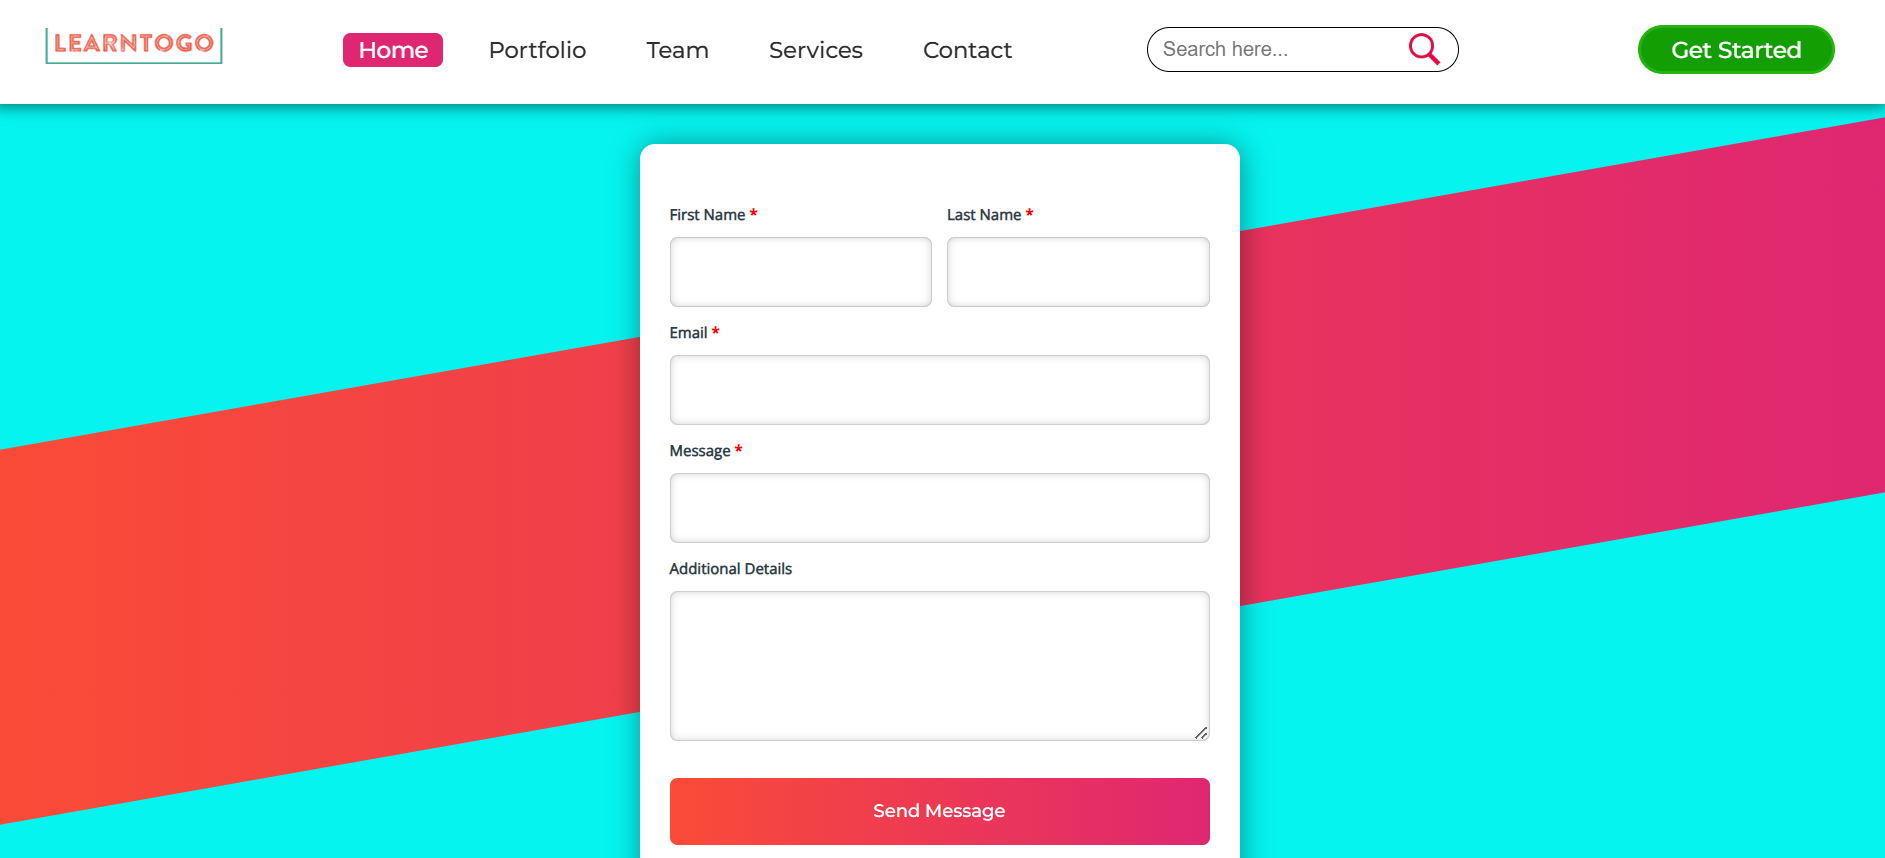 LEARNTOGO
Home Portfolio Team Services Contact Search here... Get Started
First Name * Last Name *
Email *
Message *
Additional Details
Send Message